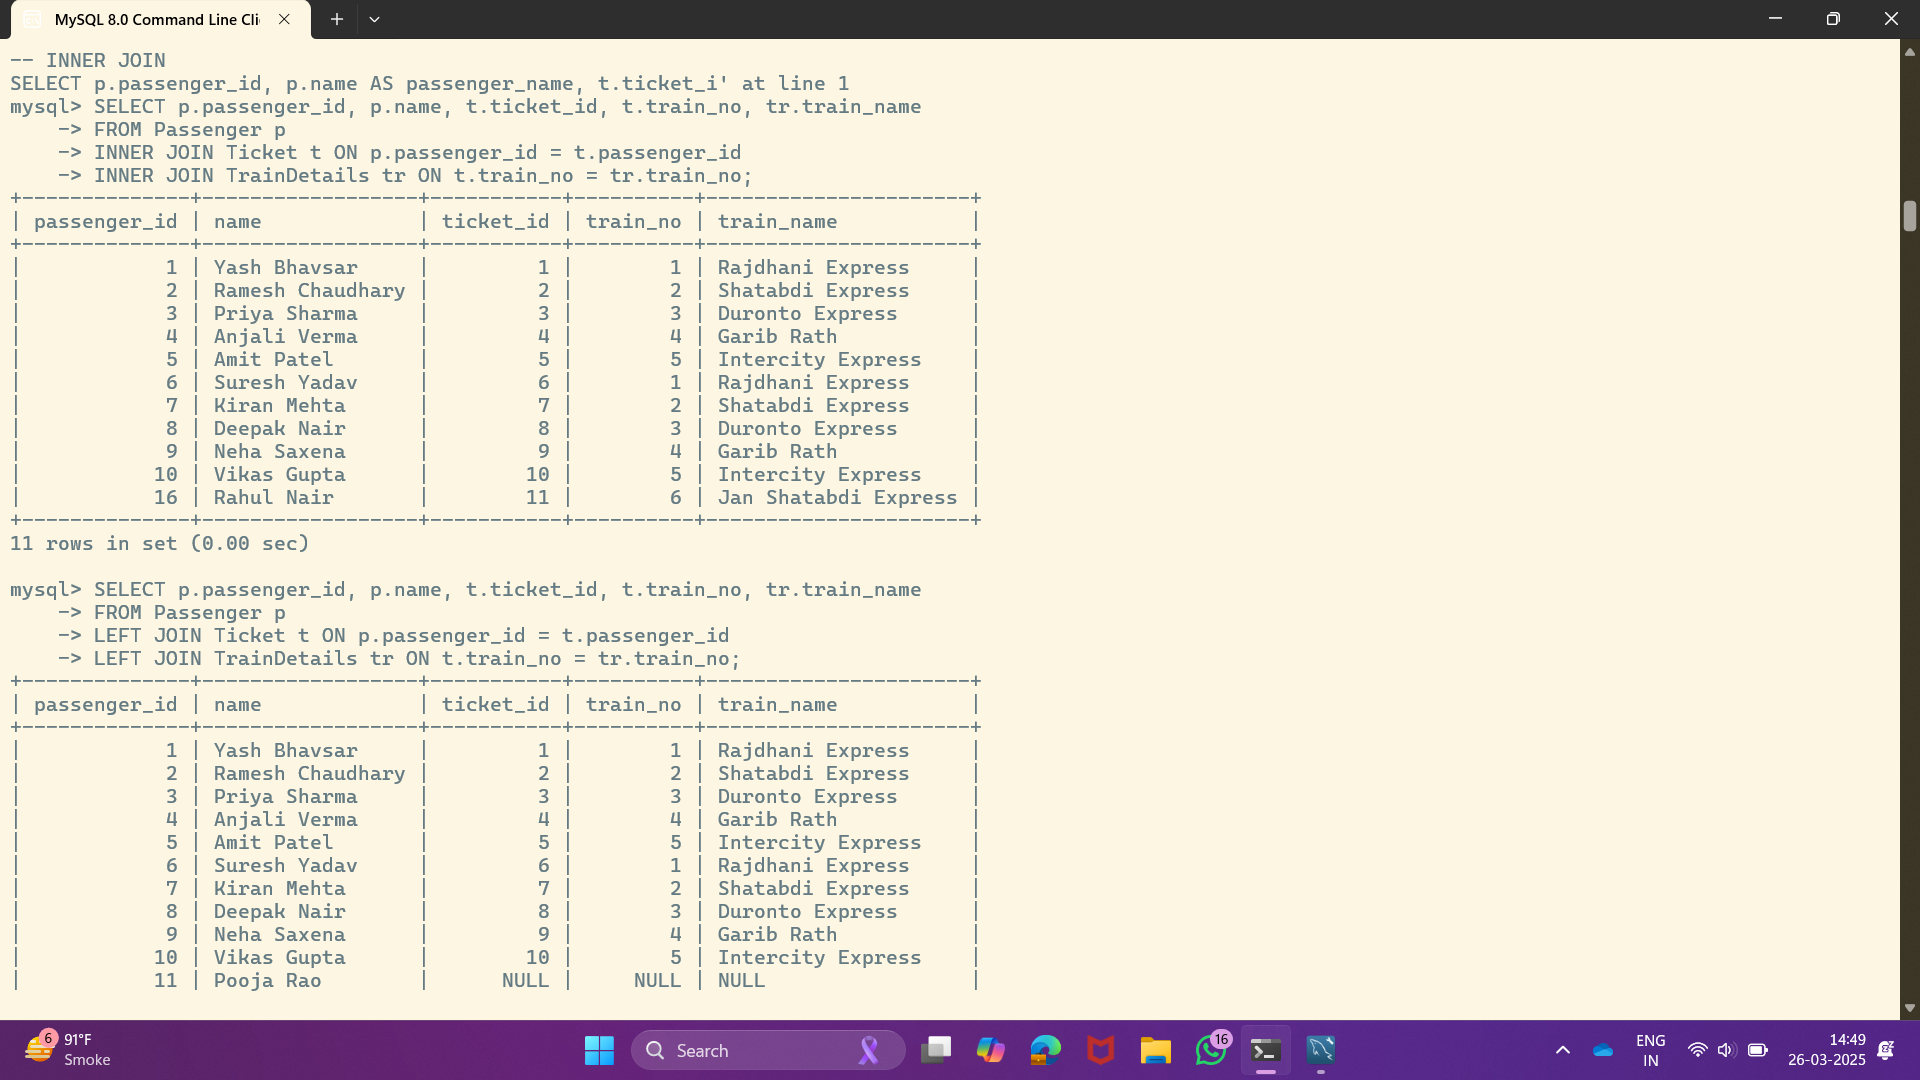 MySQL 8.0 Command Line Cli
-- INNER JOIN
SELECT p.passenger_id, p.name AS passenger_name, t.ticket_i' at line 1
mysql> SELECT p.passenger_id, p.name, t.ticket_id, t.train_no, tr.train_name
    -> FROM Passenger p
    -> INNER JOIN Ticket t ON p.passenger_id = t.passenger_id
    -> INNER JOIN TrainDetails tr ON t.train_no = tr.train_no;
+--------------+------------------+-----------+----------+----------------------+
| passenger_id | name             | ticket_id | train_no | train_name           |
+--------------+------------------+-----------+----------+----------------------+
|            1 | Yash Bhavsar     |         1 |        1 | Rajdhani Express     |
|            2 | Ramesh Chaudhary |         2 |        2 | Shatabdi Express     |
|            3 | Priya Sharma     |         3 |        3 | Duronto Express      |
|            4 | Anjali Verma     |         4 |        4 | Garib Rath           |
|            5 | Amit Patel       |         5 |        5 | Intercity Express    |
|            6 | Suresh Yadav     |         6 |        1 | Rajdhani Express     |
|            7 | Kiran Mehta      |         7 |        2 | Shatabdi Express     |
|            8 | Deepak Nair      |         8 |        3 | Duronto Express      |
|            9 | Neha Saxena      |         9 |        4 | Garib Rath           |
|           10 | Vikas Gupta      |        10 |        5 | Intercity Express    |
|           16 | Rahul Nair       |        11 |        6 | Jan Shatabdi Express |
+--------------+------------------+-----------+----------+----------------------+
11 rows in set (0.00 sec)
mysql> SELECT p.passenger_id, p.name, t.ticket_id, t.train_no, tr.train_name
    -> FROM Passenger p
    -> LEFT JOIN Ticket t ON p.passenger_id = t.passenger_id
    -> LEFT JOIN TrainDetails tr ON t.train_no = tr.train_no;
+--------------+------------------+-----------+----------+----------------------+
| passenger_id | name             | ticket_id | train_no | train_name           |
+--------------+------------------+-----------+----------+----------------------+
|            1 | Yash Bhavsar     |         1 |        1 | Rajdhani Express     |
|            2 | Ramesh Chaudhary |         2 |        2 | Shatabdi Express     |
|            3 | Priya Sharma     |         3 |        3 | Duronto Express      |
|            4 | Anjali Verma     |         4 |        4 | Garib Rath           |
|            5 | Amit Patel       |         5 |        5 | Intercity Express    |
|            6 | Suresh Yadav     |         6 |        1 | Rajdhani Express     |
|            7 | Kiran Mehta      |         7 |        2 | Shatabdi Express     |
|            8 | Deepak Nair      |         8 |        3 | Duronto Express      |
|            9 | Neha Saxena      |         9 |        4 | Garib Rath           |
|           10 | Vikas Gupta      |        10 |        5 | Intercity Express    |
|           11 | Pooja Rao        |      NULL |     NULL | NULL                 |
6
91°F
Smoke
Search
16
ENG
IN
14:49
26-03-2025